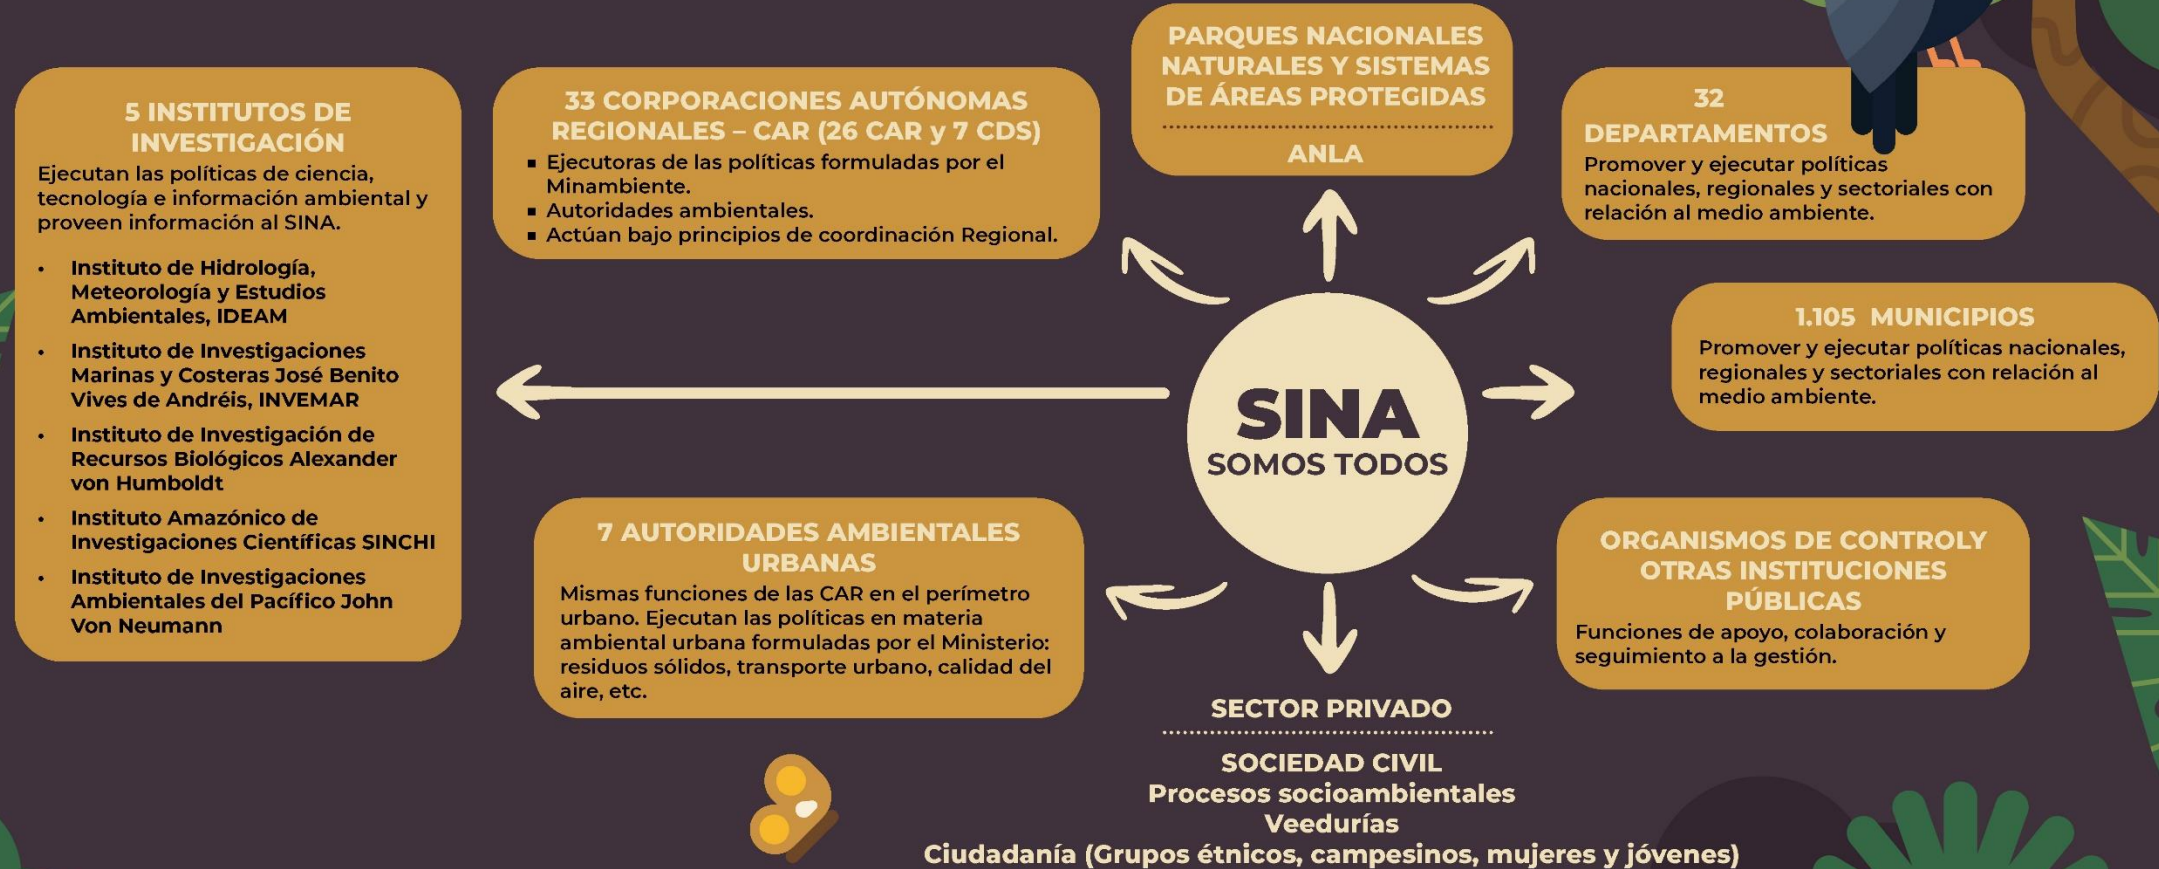 5 INSTITUTOS DE
INVESTIGACIÓN
Ejecutan las políticas de ciencia,
tecnología e información ambiental y
proveen información al SINA.
• Instituto de Hidrología,
Meteorología y Estudios
Ambientales, IDEAM
• Instituto de Investigaciones
Marinas y Costeras José Benito
Vives de Andréis, INVEMAR
• Instituto de Investigación de
Recursos Biológicos Alexander
von Humboldt
• Instituto Amazónico de
Investigaciones Científicas SINCHI
• Instituto de Investigaciones
Ambientales del Pacífico John
Von Neumann
33 CORPORACIONES AUTÓNOMAS
REGIONALES – CAR (26 CAR y 7 CDS)
▪ Ejecutoras de las políticas formuladas por el
Minambiente.
▪ Autoridades ambientales.
▪ Actúan bajo principios de coordinación Regional.
PARQUES NACIONALES
NATURALES Y SISTEMAS
DE ÁREAS PROTEGIDAS
ANLA
32
DEPARTAMENTOS
Promover y ejecutar políticas
nacionales, regionales y sectoriales con
relación al medio ambiente.
1.105 MUNICIPIOS
Promover y ejecutar políticas nacionales,
regionales y sectoriales con relación al
medio ambiente.
SINA
SOMOS TODOS
7 AUTORIDADES AMBIENTALES
URBANAS
Mismas funciones de las CAR en el perímetro
urbano. Ejecutan las políticas en materia
ambiental urbana formuladas por el Ministerio:
residuos sólidos, transporte urbano, calidad del
aire, etc.
ORGANISMOS DE CONTROLY
OTRAS INSTITUCIONES
PÚBLICAS
Funciones de apoyo, colaboración y
seguimiento a la gestión.
SECTOR PRIVADO
SOCIEDAD CIVIL
Procesos socioambientales
Veedurías
Ciudadanía (Grupos étnicos, campesinos, mujeres y jóvenes)